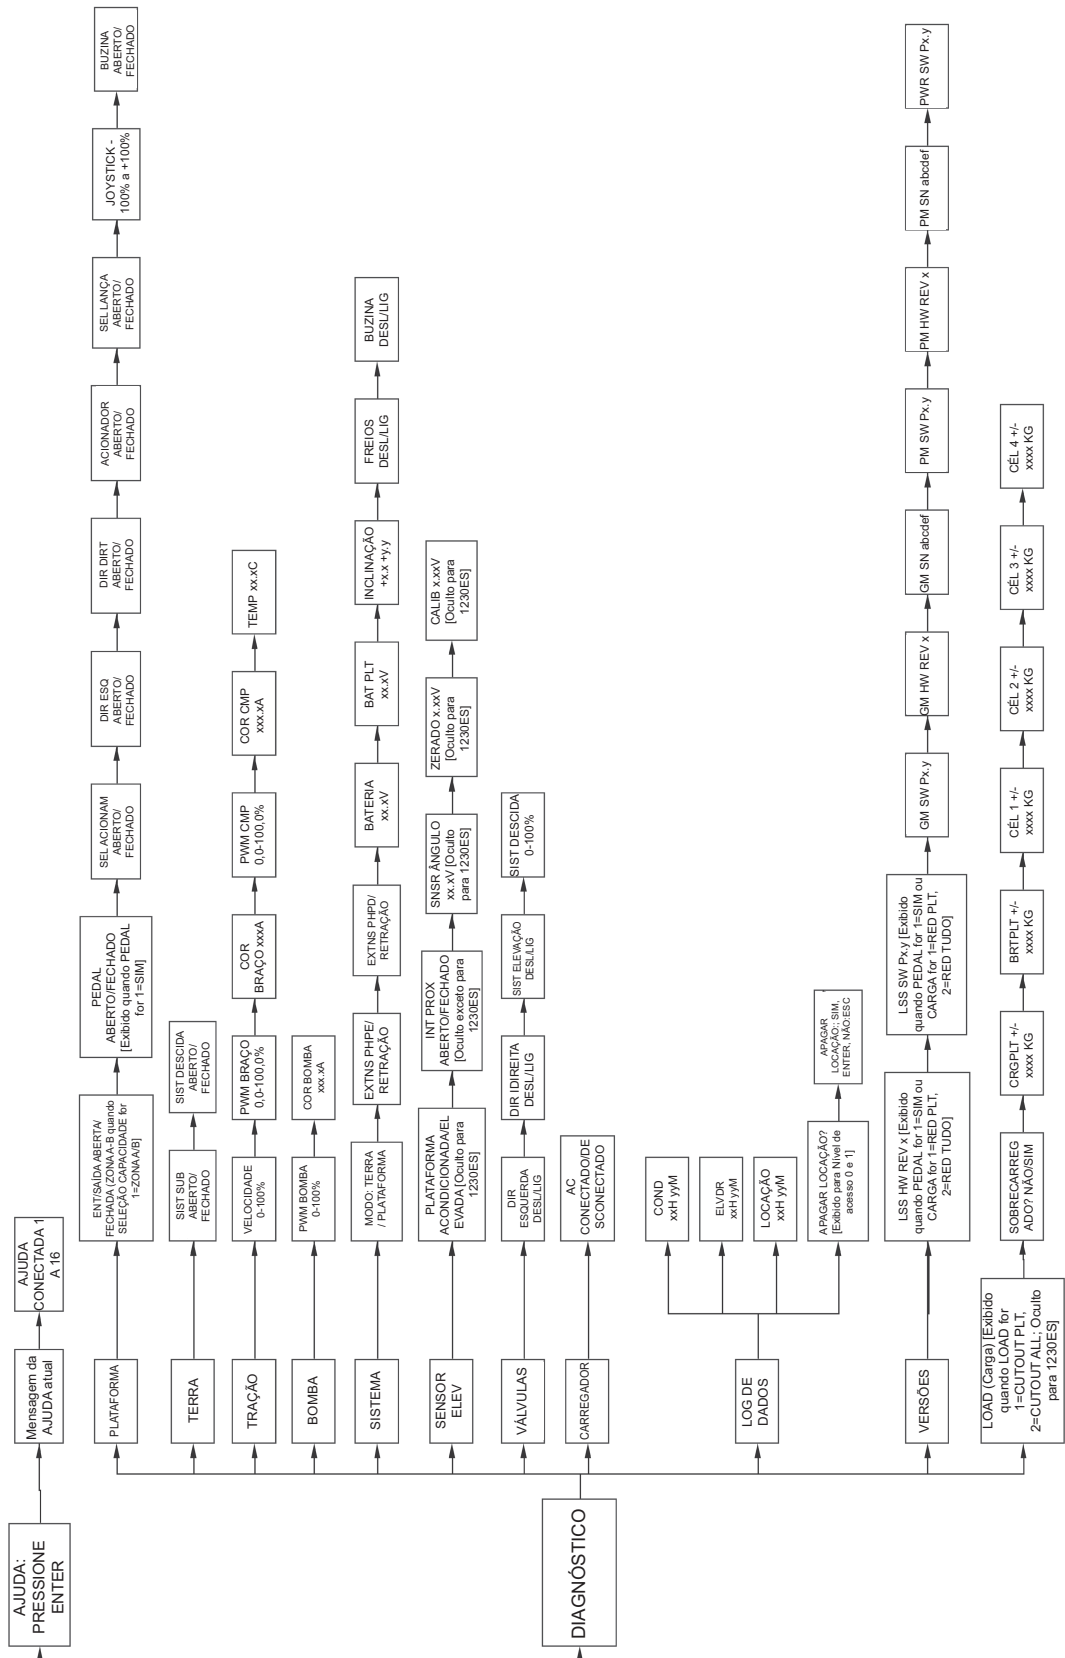 AJUDA:
PRESSIONE
ENTER
Mensagem da
AJUDA atual
AJUDA
CONECTADA 1
A 16
DIAGNÓSTICO
PLATAFORMA
ENT/SAÍDA ABERTA/
FECHADA (ZONA A-B quando
SELEÇÃO CAPACIDADE for
1=ZONA A/B]
PEDAL
ABERTO/FECHADO
[Exibido quando PEDAL
for 1=SIM]
SEL ACIONAM
ABERTO/
FECHADO
DIR ESQ
ABERTO/
FECHADO
DIR DIRT
ABERTO/
FECHADO
ACIONADOR
ABERTO/
FECHADO
SEL LANÇA
ABERTO/
FECHADO
JOYSTICK -
100% a +100%
BUZINA
ABERTO/
FECHADO
TERRA
SIST SUB
ABERTO/
FECHADO
SIST DESCIDA
ABERTO/
FECHADO
TRAÇÃO
VELOCIDADE
0-100%
PWM BRAÇO
0,0-100,0%
COR
BRAÇO xxxA
PWM CMP
0,0-100,0%
COR CMP
xxx.xA
TEMP xx.xC
BOMBA
PWM BOMBA
0-100%
COR BOMBA
xxx.xA
SISTEMA
MODO: TERRA
/ PLATAFORMA
EXTNS PHPE/
RETRAÇÃO
EXTNS PHPD/
RETRAÇÃO
BATERIA
xx.xV
BAT PLT
xx.xV
INCLINAÇÃO
+x.x +y.y
FREIOS
DESL/LIG
BUZINA
DESL/LIG
SENSOR
ELEV
PLATAFORMA
ACONDICIONADA/EL
EVADA [Oculto para
1230ES]
INT PROX
ABERTO/FECHADO
[Oculto exceto para
1230ES]
SNSR ÂNGULO
xx.xV [Oculto
para 1230ES]
ZERADO x.xxV
[Oculto para
1230ES]
CALIB x.xxV
[Oculto para
1230ES]
VÁLVULAS
DIR
ESQUERDA
DESL/LIG
DIR IDIREITA
DESL/LIG
SIST ELEVAÇÃO
DESL/LIG
SIST DESCIDA
0-100%
CARREGADOR
AC
CONECTADO/DE
SCONECTADO
LOG DE
DADOS
COND
xxH yyM
ELVDR
xxH yyM
LOCAÇÃO
xxH yyM
APAGAR LOCAÇÃO?
[Exibido para Nível de
acesso 0 e 1]
APAGAR
LOCAÇÃO:; SIM,
ENTER, NÃO:ESC
VERSÕES
LSS HW REV x [Exibido
quando PEDAL for 1=SIM ou
CARGA for 1=RED PLT,
2=RED TUDO]
LSS SW Px.y [Exibido
quando PEDAL for 1=SIM ou
CARGA for 1=RED PLT,
2=RED TUDO]
GM SW Px.y
GM HW REV x
GM SN abcdef
PM SW Px.y
PM HW REV x
PM SN abcdef
PWR SW Px.y
LOAD (Carga) [Exibido
quando LOAD for
1=CUTOUT PLT,
2=CUTOUT ALL; Oculto
para 1230ES]
SOBRECARREG
ADO? NÃO/SIM
CRGPLT +/-
xxxx KG
BRTPLT +/-
xxxx KG
CÉL 1 +/-
xxxx KG
CÉL 2 +/-
xxxx KG
CÉL 3 +/-
xxxx KG
CÉL 4 +/-
xxxx KG